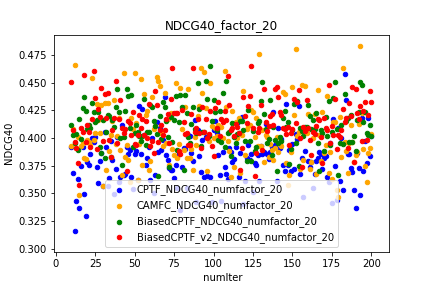 NDCG40_factor_20
0.475
0.450
0.425
0.400
0.375
0.350
0.325
0.300
NDCG40
CPTF_NDCG40_numfactor_20
CAMFC_NDCG40_numfactor_20
BiasedCPTF_NDCG40_numfactor_20
BiasedCPTF_v2_NDCG40_numfactor_20
0 25 50 75 100 125 150 175 200
numIter